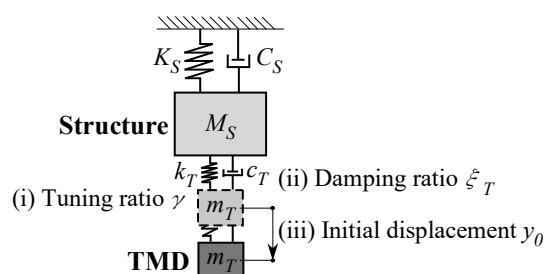 K_S C_S
Structure M_S
k_T c_T (ii) Damping ratio ξ_T
(i) Tuning ratio γ m_T
(iii) Initial displacement y_0
TMD m_T